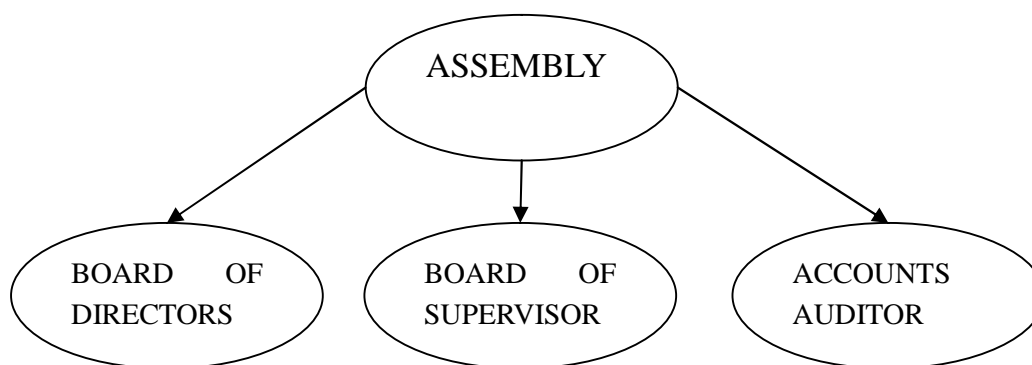 ASSEMBLY
BOARD OF
DIRECTORS
BOARD OF
SUPERVISOR
ACCOUNTS
AUDITOR